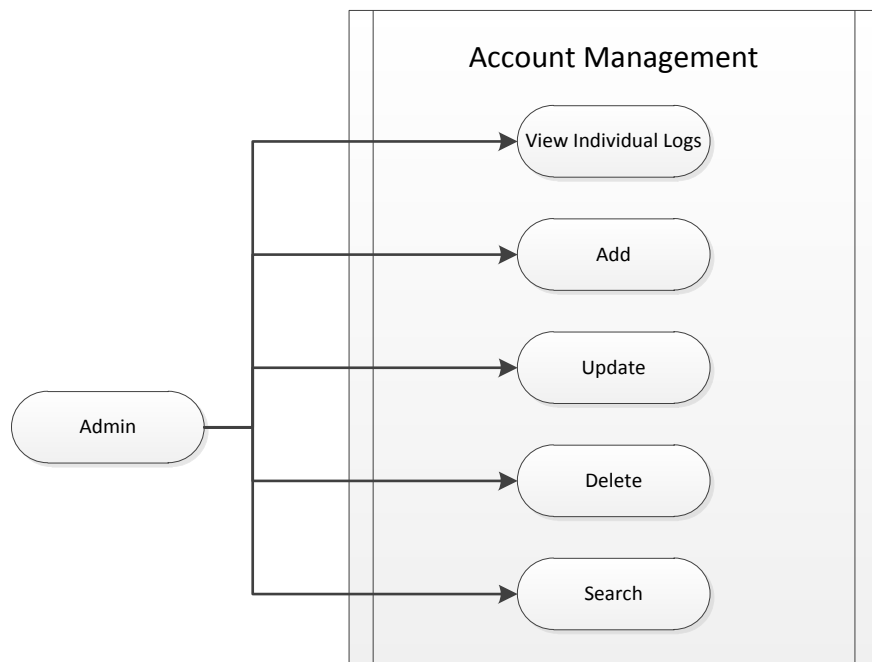 Account Management
View Individual Logs
Add
Update
Admin
Delete
Search